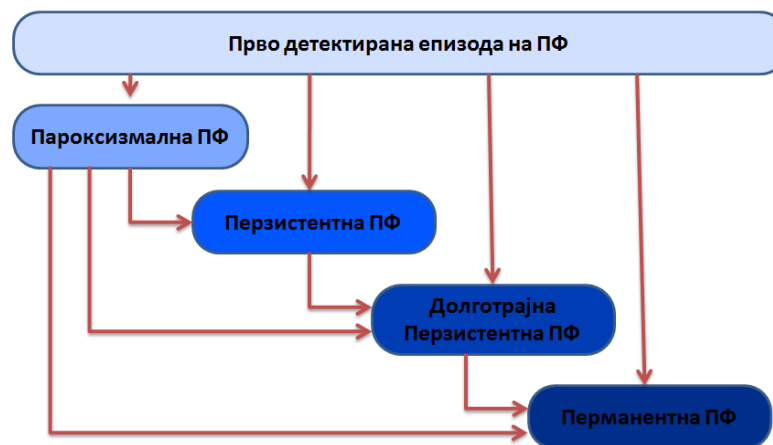 Прво детектирана епизода на ПФ
Пароксизмална ПФ
Перзистентна ПФ
Долготрајна
Перзистентна ПФ
Перманентна ПФ